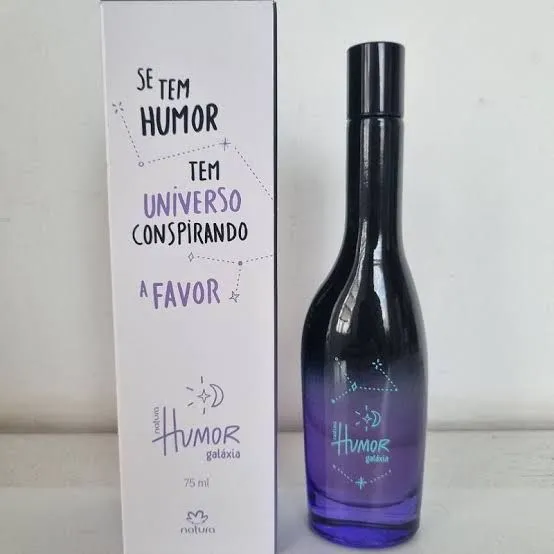 SE TEM
HUMOR
TEM
UNIVERSO
CONSPIRANDO
A FAVOR
natura
HUMOR
galáxia
75 ml
natura
natura
HUMOR
galáxia